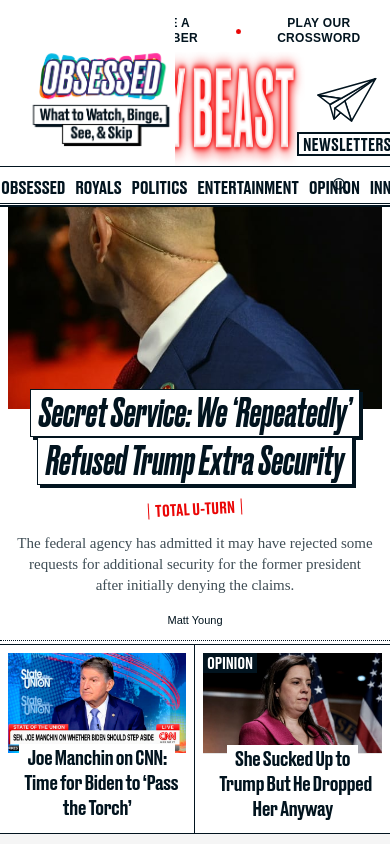 E A
BER
PLAY OUR
CROSSWORD
OBSESSED
What to Watch, Binge,
See, & Skip
Y BEAST
NEWSLETTERS
OBSESSED ROYALS POLITICS ENTERTAINMENT OPINION INN
Secret Service: We ‘Repeatedly’
Refused Trump Extra Security
TOTAL U-TURN
The federal agency has admitted it may have rejected some
requests for additional security for the former president
after initially denying the claims.
Matt Young
State of the
UNION
STATE OF THE UNION
LIVE
SEN. JOE MANCHIN ON WHETHER BIDEN SHOULD STEP ASIDE
CNN
Joe Manchin on CNN:
Time for Biden to ‘Pass
the Torch’
OPINION
She Sucked Up to
Trump But He Dropped
Her Anyway